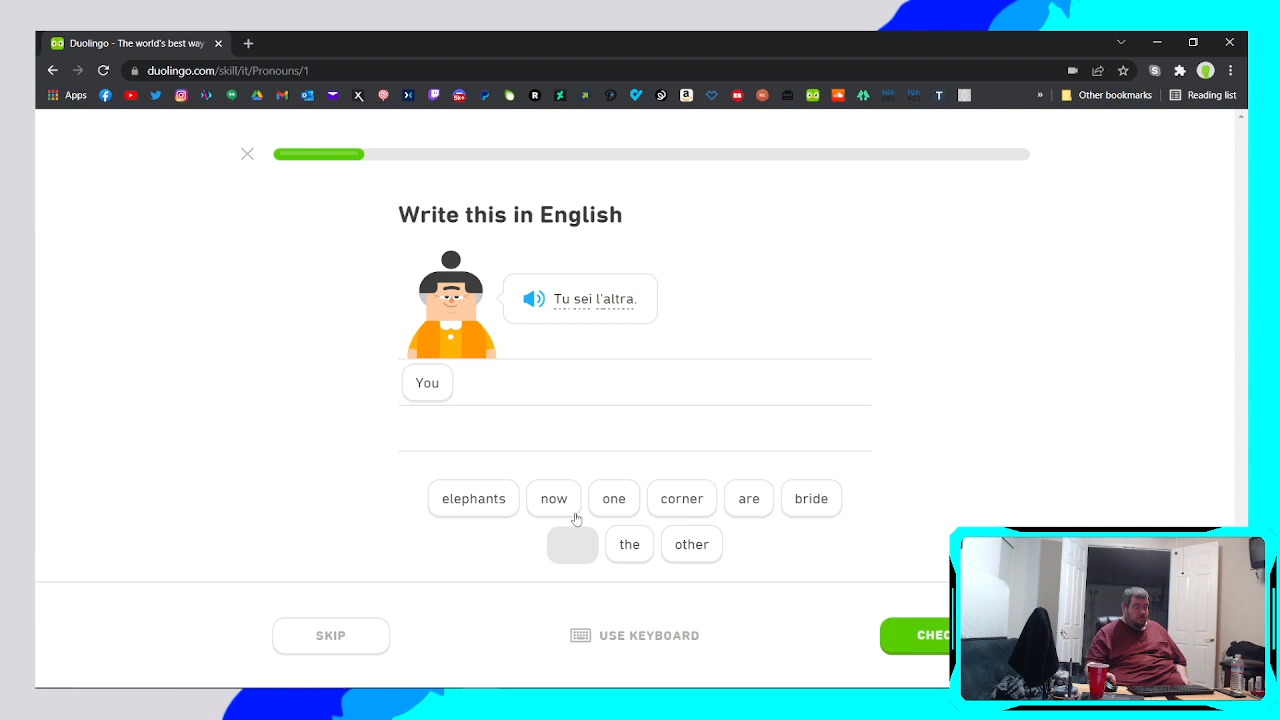 Duolingo - The world's best way
duolingo.com/skill/it/Pronouns/1
Apps
Other bookmarks
Reading list
Write this in English
Tu sei l'altra.
You
elephants now one corner are bride
the other
SKIP
USE KEYBOARD
CHEC